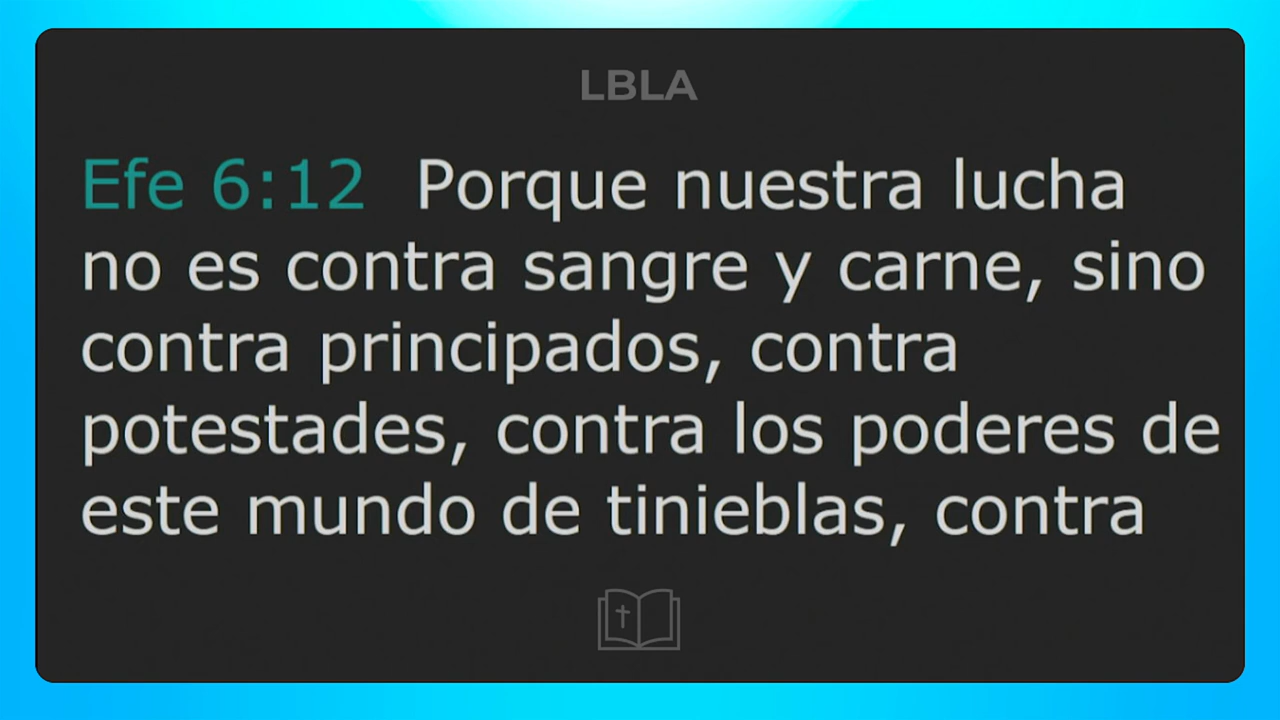 LBLA
Efe 6:12 Porque nuestra lucha
no es contra sangre y carne, sino
contra principados, contra
potestades, contra los poderes de
este mundo de tinieblas, contra